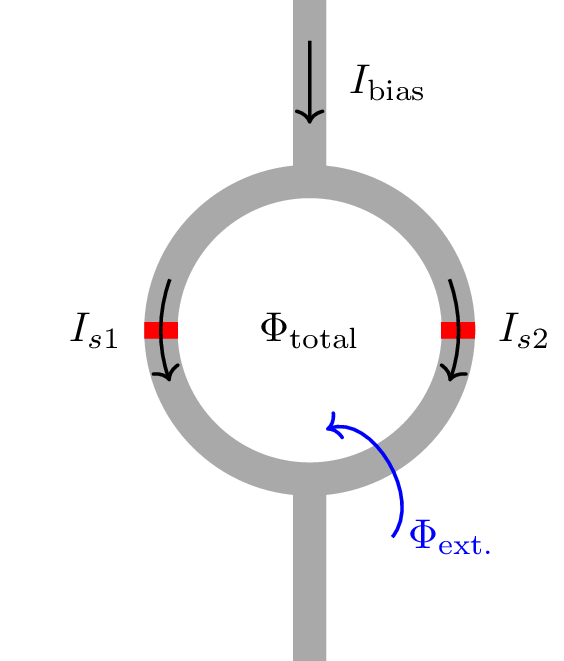 I_bias
I_s1
Φ_total
I_s2
Φ_ext.